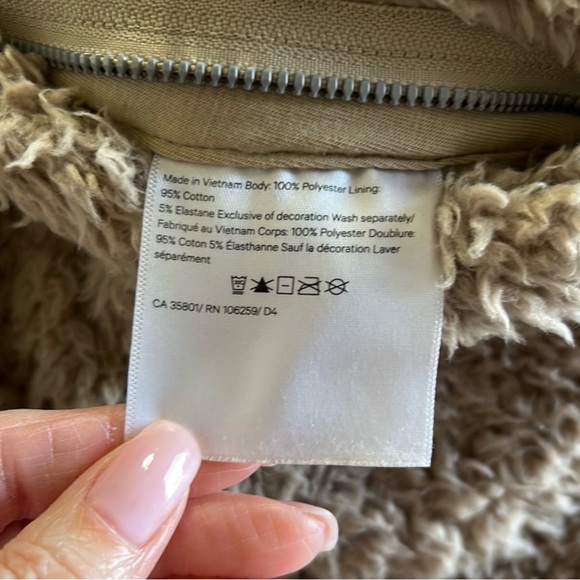 Made in Vietnam Body: 100% Polyester Lining:
95% Cotton
5% Elastane Exclusive of decoration Wash separately/
Fabriqué au Vietnam Corps: 100% Polyester Doublure:
95% Coton 5% Élasthanne Sauf la décoration Laver
séparément
CA 35801/ RN 106259/ D4